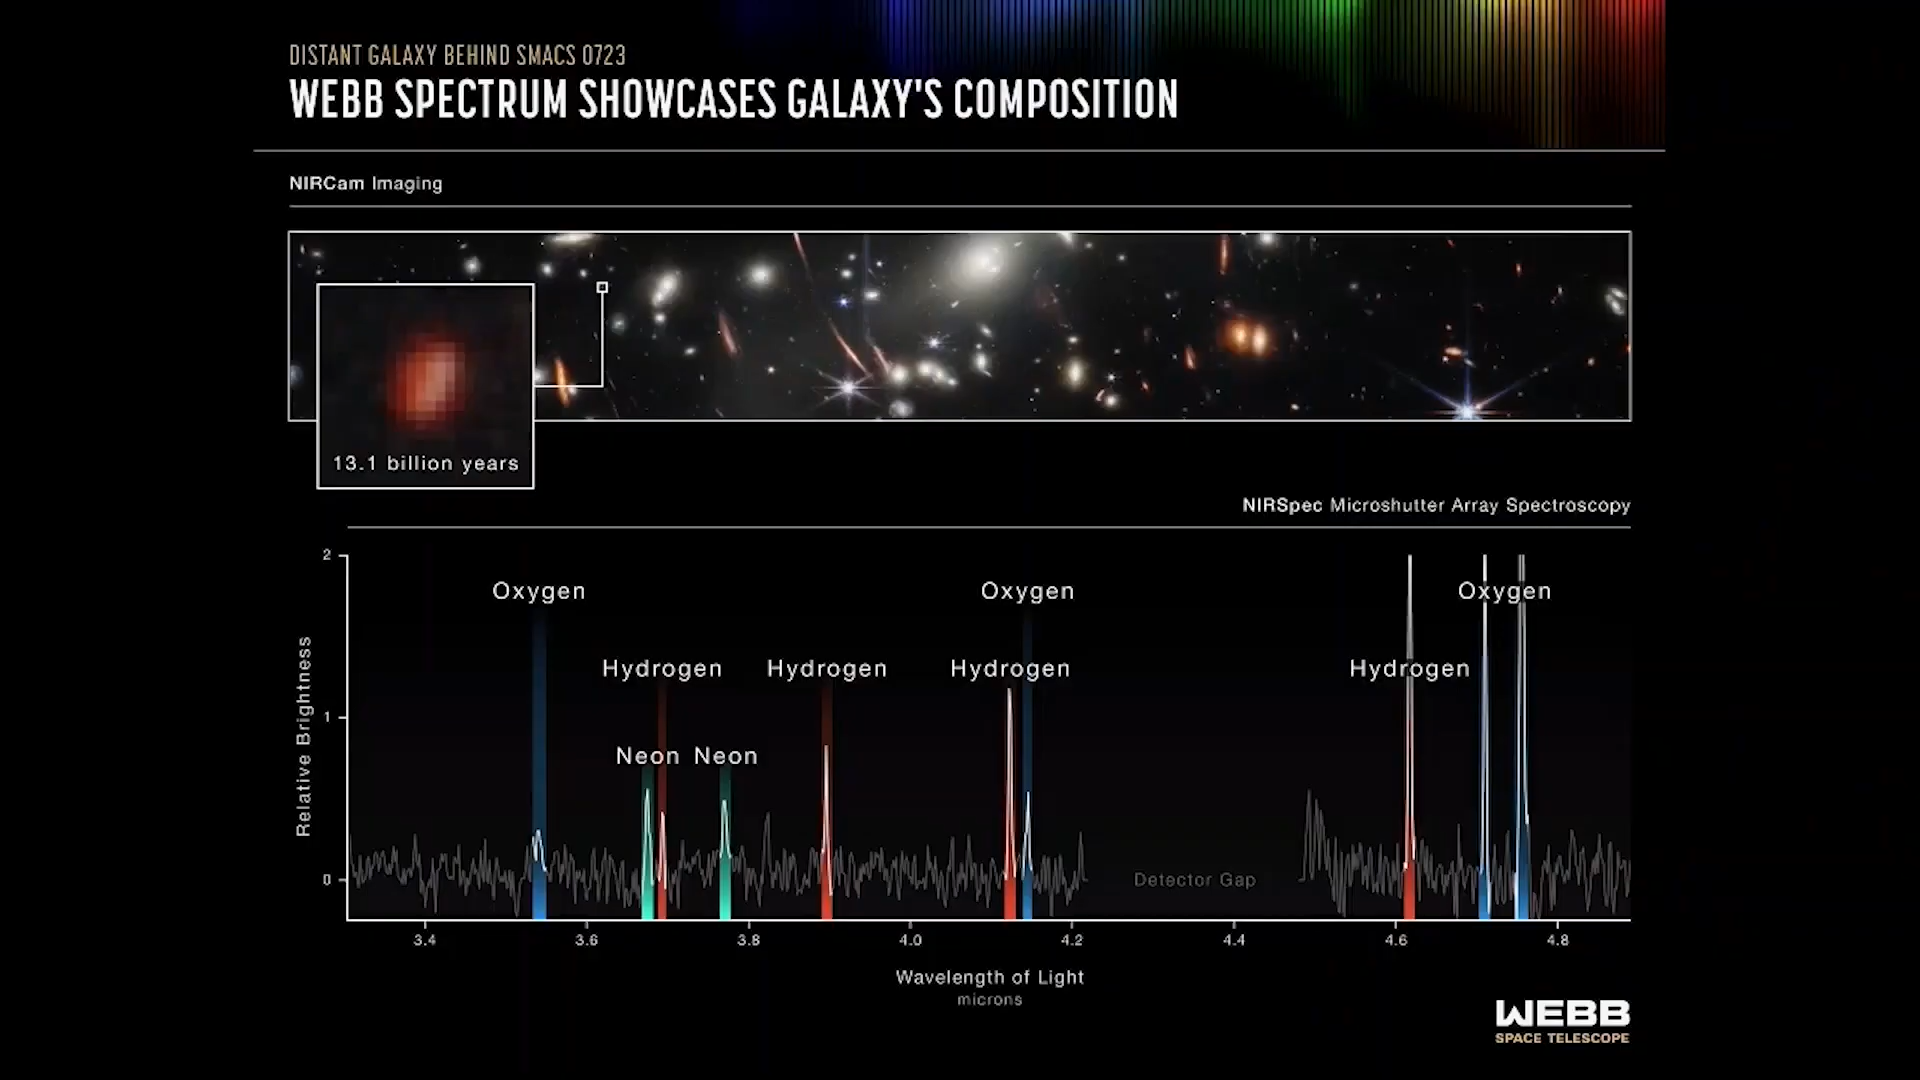 DISTANT GALAXY BEHIND SMACS 0723
WEBB SPECTRUM SHOWCASES GALAXY'S COMPOSITION
NIRCam Imaging
13.1 billion years
NIRSpec Microshutter Array Spectroscopy
2
Oxygen Oxygen Oxygen
Hydrogen Hydrogen Hydrogen Hydrogen
1
Neon Neon
Relative Brightness
0
Detector Gap
3.4 3.6 3.8 4.0 4.2 4.4 4.6 4.8
Wavelength of Light
microns
WEBB
SPACE TELESCOPE